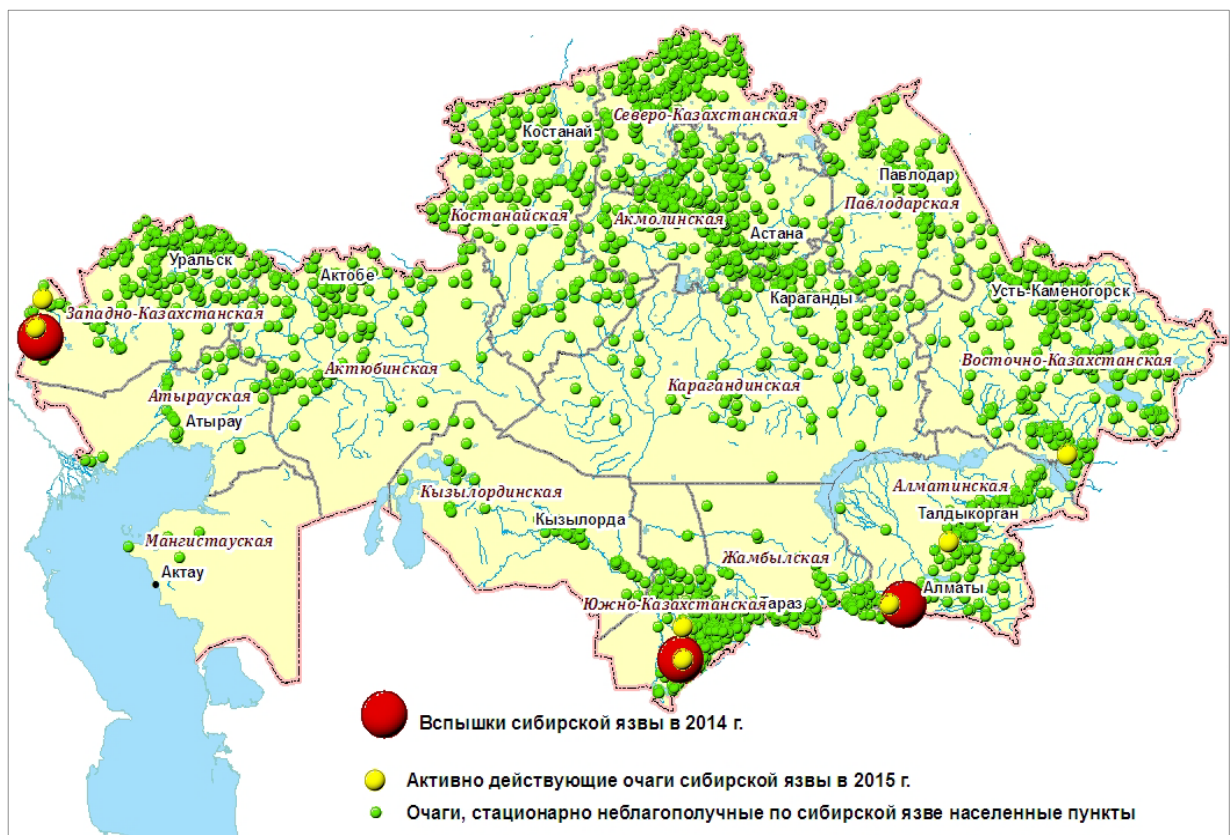 Северо-Казахстанская
Костанай
Павлодар
Павлодарская
Костанайская
Акмолинская
Астана
Уральск
Актобе
Караганды
Усть-Каменогорск
Западно-Казахстанская
Восточно-Казахстанская
Актюбинская
Карагандинская
Атырауская
Атырау
Алматинская
Кызылординская
Талдыкорган
Кызылорда
Мангистауская
Жамбылская
Актау
Алматы
Южно-Казахстанская
Тараз
Вспышки сибирской язвы в 2014 г.
Активно действующие очаги сибирской язвы в 2015 г.
Очаги, стационарно неблагополучные по сибирской язве населенные пункты